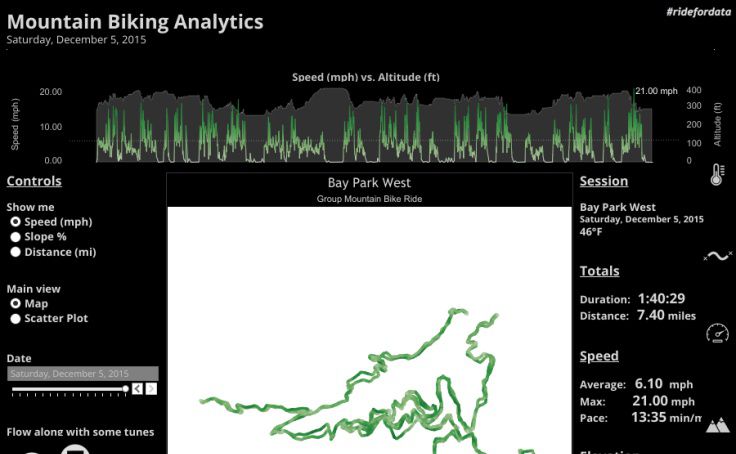 #ridefordata
Mountain Biking Analytics
Saturday, December 5, 2015
Speed (mph) vs. Altitude (ft)
Speed (mph)
20.00
10.00
0.00
21.00 mph
400
300
200
100
0
Altitude (ft)
Controls
Show me
Speed (mph)
Slope %
Distance (mi)
Main view
Map
Scatter Plot
Date
Saturday, December 5, 2015
Flow along with some tunes
Bay Park West
Group Mountain Bike Ride
Session
Bay Park West
Saturday, December 5, 2015
46°F
Totals
Duration: 1:40:29
Distance: 7.40 miles
Speed
Average: 6.10 mph
Max: 21.00 mph
Pace: 13:35 min/m